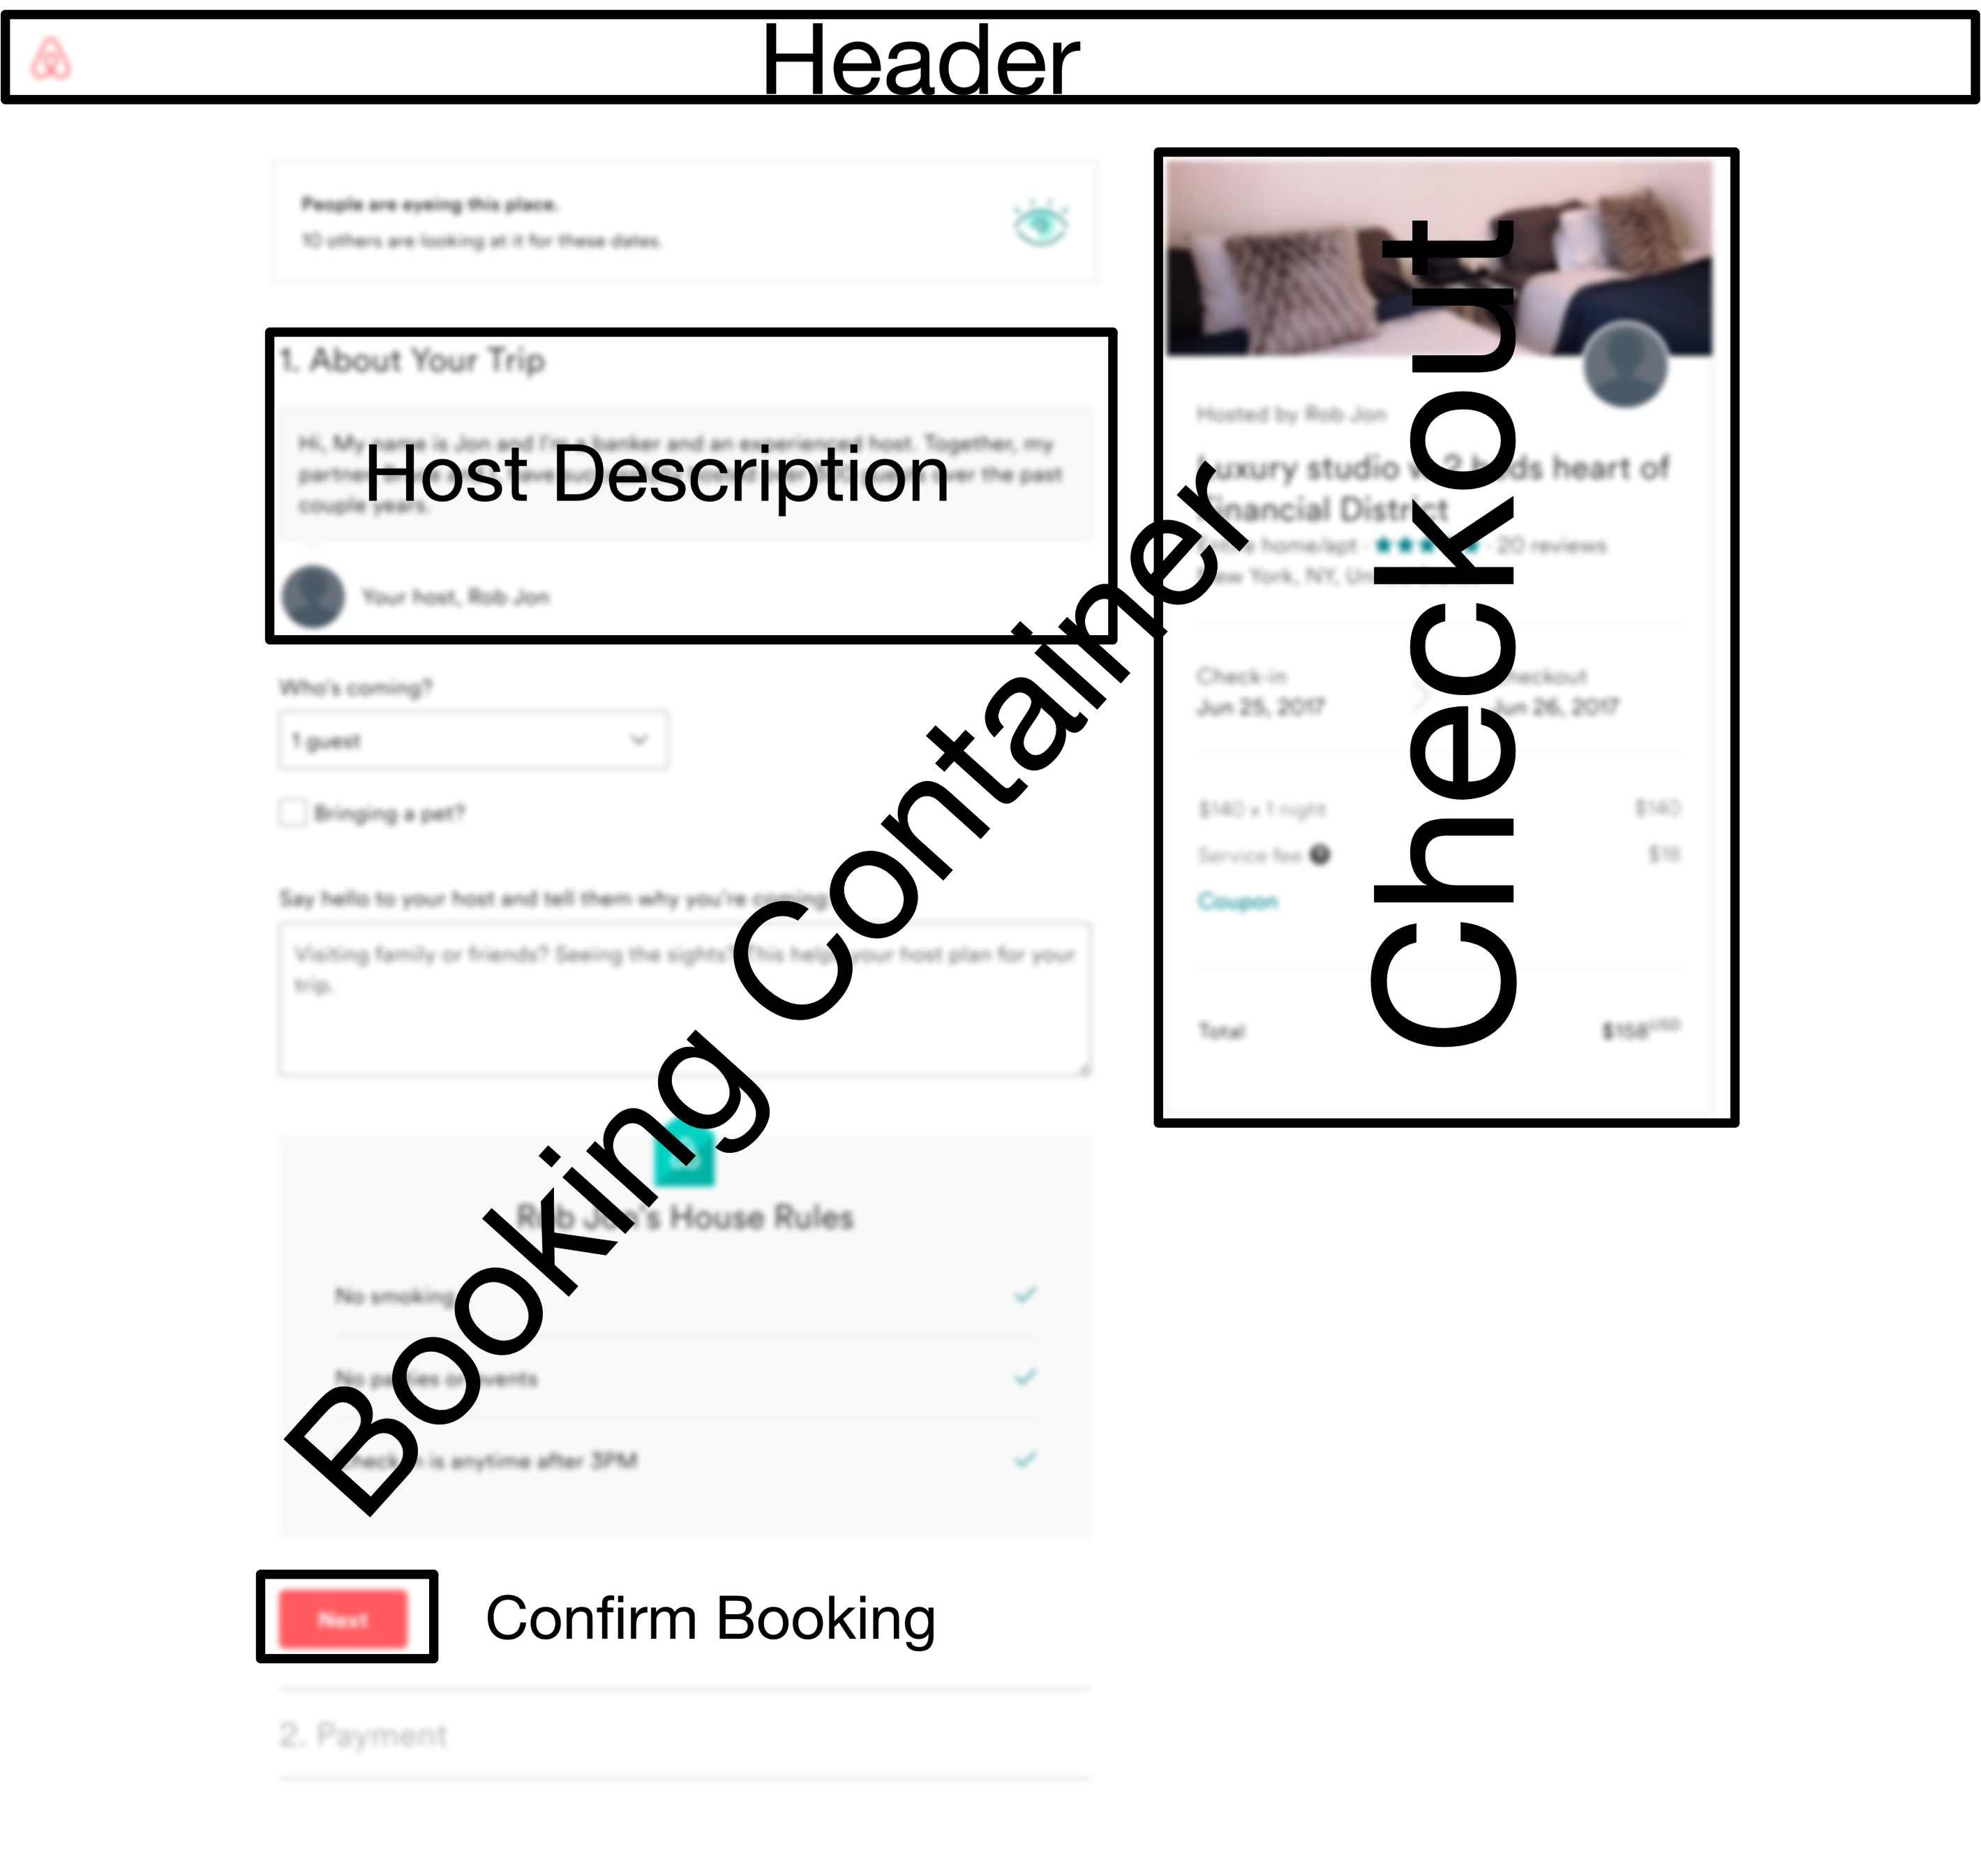 Header
People are eyeing this place.
10 others are looking at it for these dates.
1. About Your Trip
Hi, My name is Jon and I'm a banker and an experienced host. Together, my
partner over the past
couple years.
Host Description
Your host, Rob Jon
Who's coming?
1 guest
Bringing a pet?
Say hello to your host and tell them why you're coming.
Visiting family or friends? Seeing the sights? This helps your host plan for your
trip.
Booking Container
Rob Jon's House Rules
No smoking
No parties or events
Check-in is anytime after 3PM
Next
Confirm Booking
2. Payment
Checkout
Hosted by Rob Jon
Luxury studio w 2 beds heart of
Financial District
Entire home/apt · 20 reviews
New York, NY,
Check-in
Jun 25, 2017
Checkout
Jun 26, 2017
$140 x 1 night $140
Service fee ? $18
Coupon
Total $158 USD